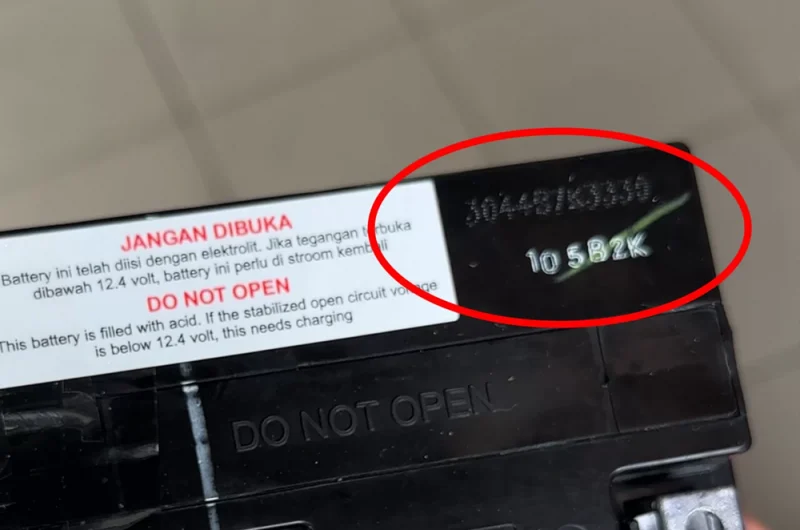 JANGAN DIBUKA
Battery ini telah diisi dengan elektrolit. Jika tegangan terbuka
dibawah 12.4 volt, battery ini perlu di stroom kembali
DO NOT OPEN
This battery is filled with acid. If the stabilized open circuit voltage
is below 12.4 volt, this needs charging
10 5B2K
DO NOT OPEN